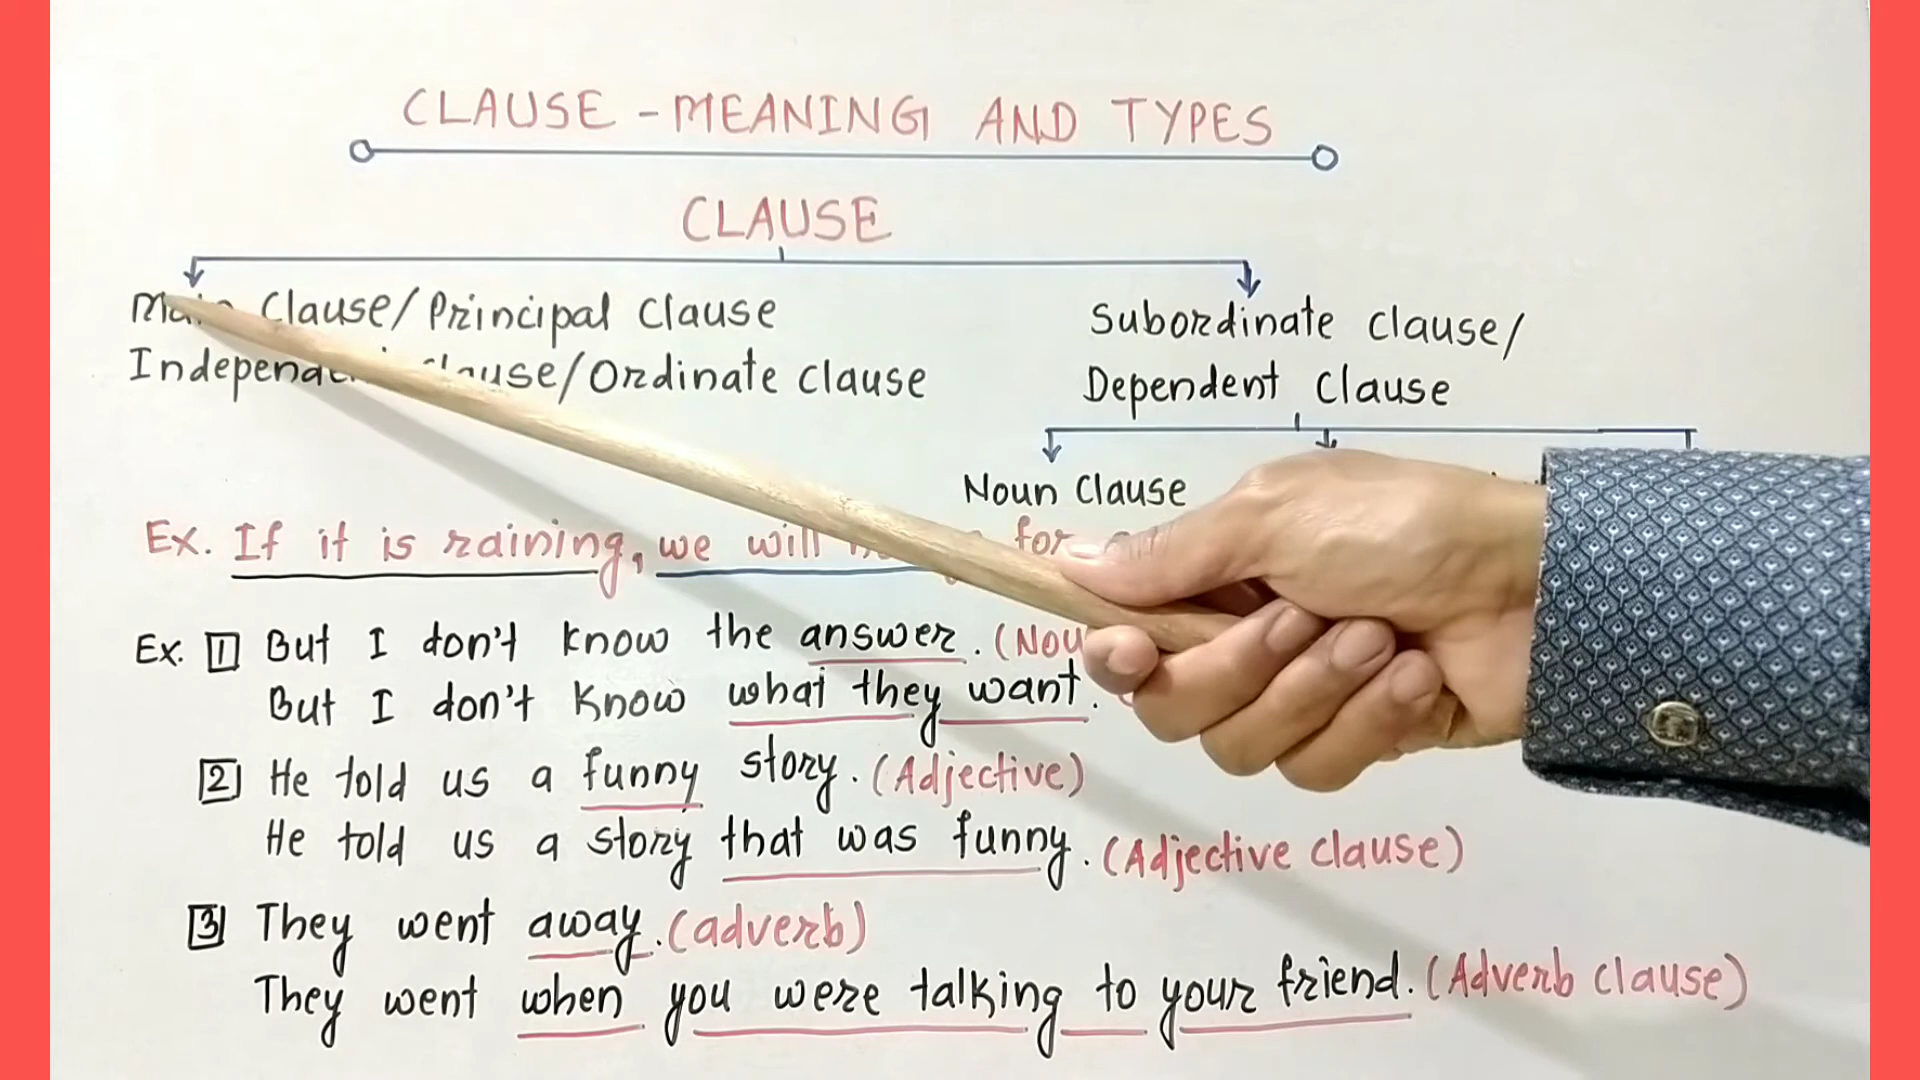 CLAUSE - MEANING AND TYPES
CLAUSE
Clause/Principal Clause
Subordinate Clause/
Clause/Ordinate clause
Dependent Clause
Noun Clause
Ex. If it is raining, we will for
Ex. 1 But I don't know the answer.
But I don't know what they want.
2 He told us a funny story. (Adjective)
He told us a story that was funny. (Adjective clause)
3 They went away. (adverb)
They went when you were talking to your friend. (Adverb clause)